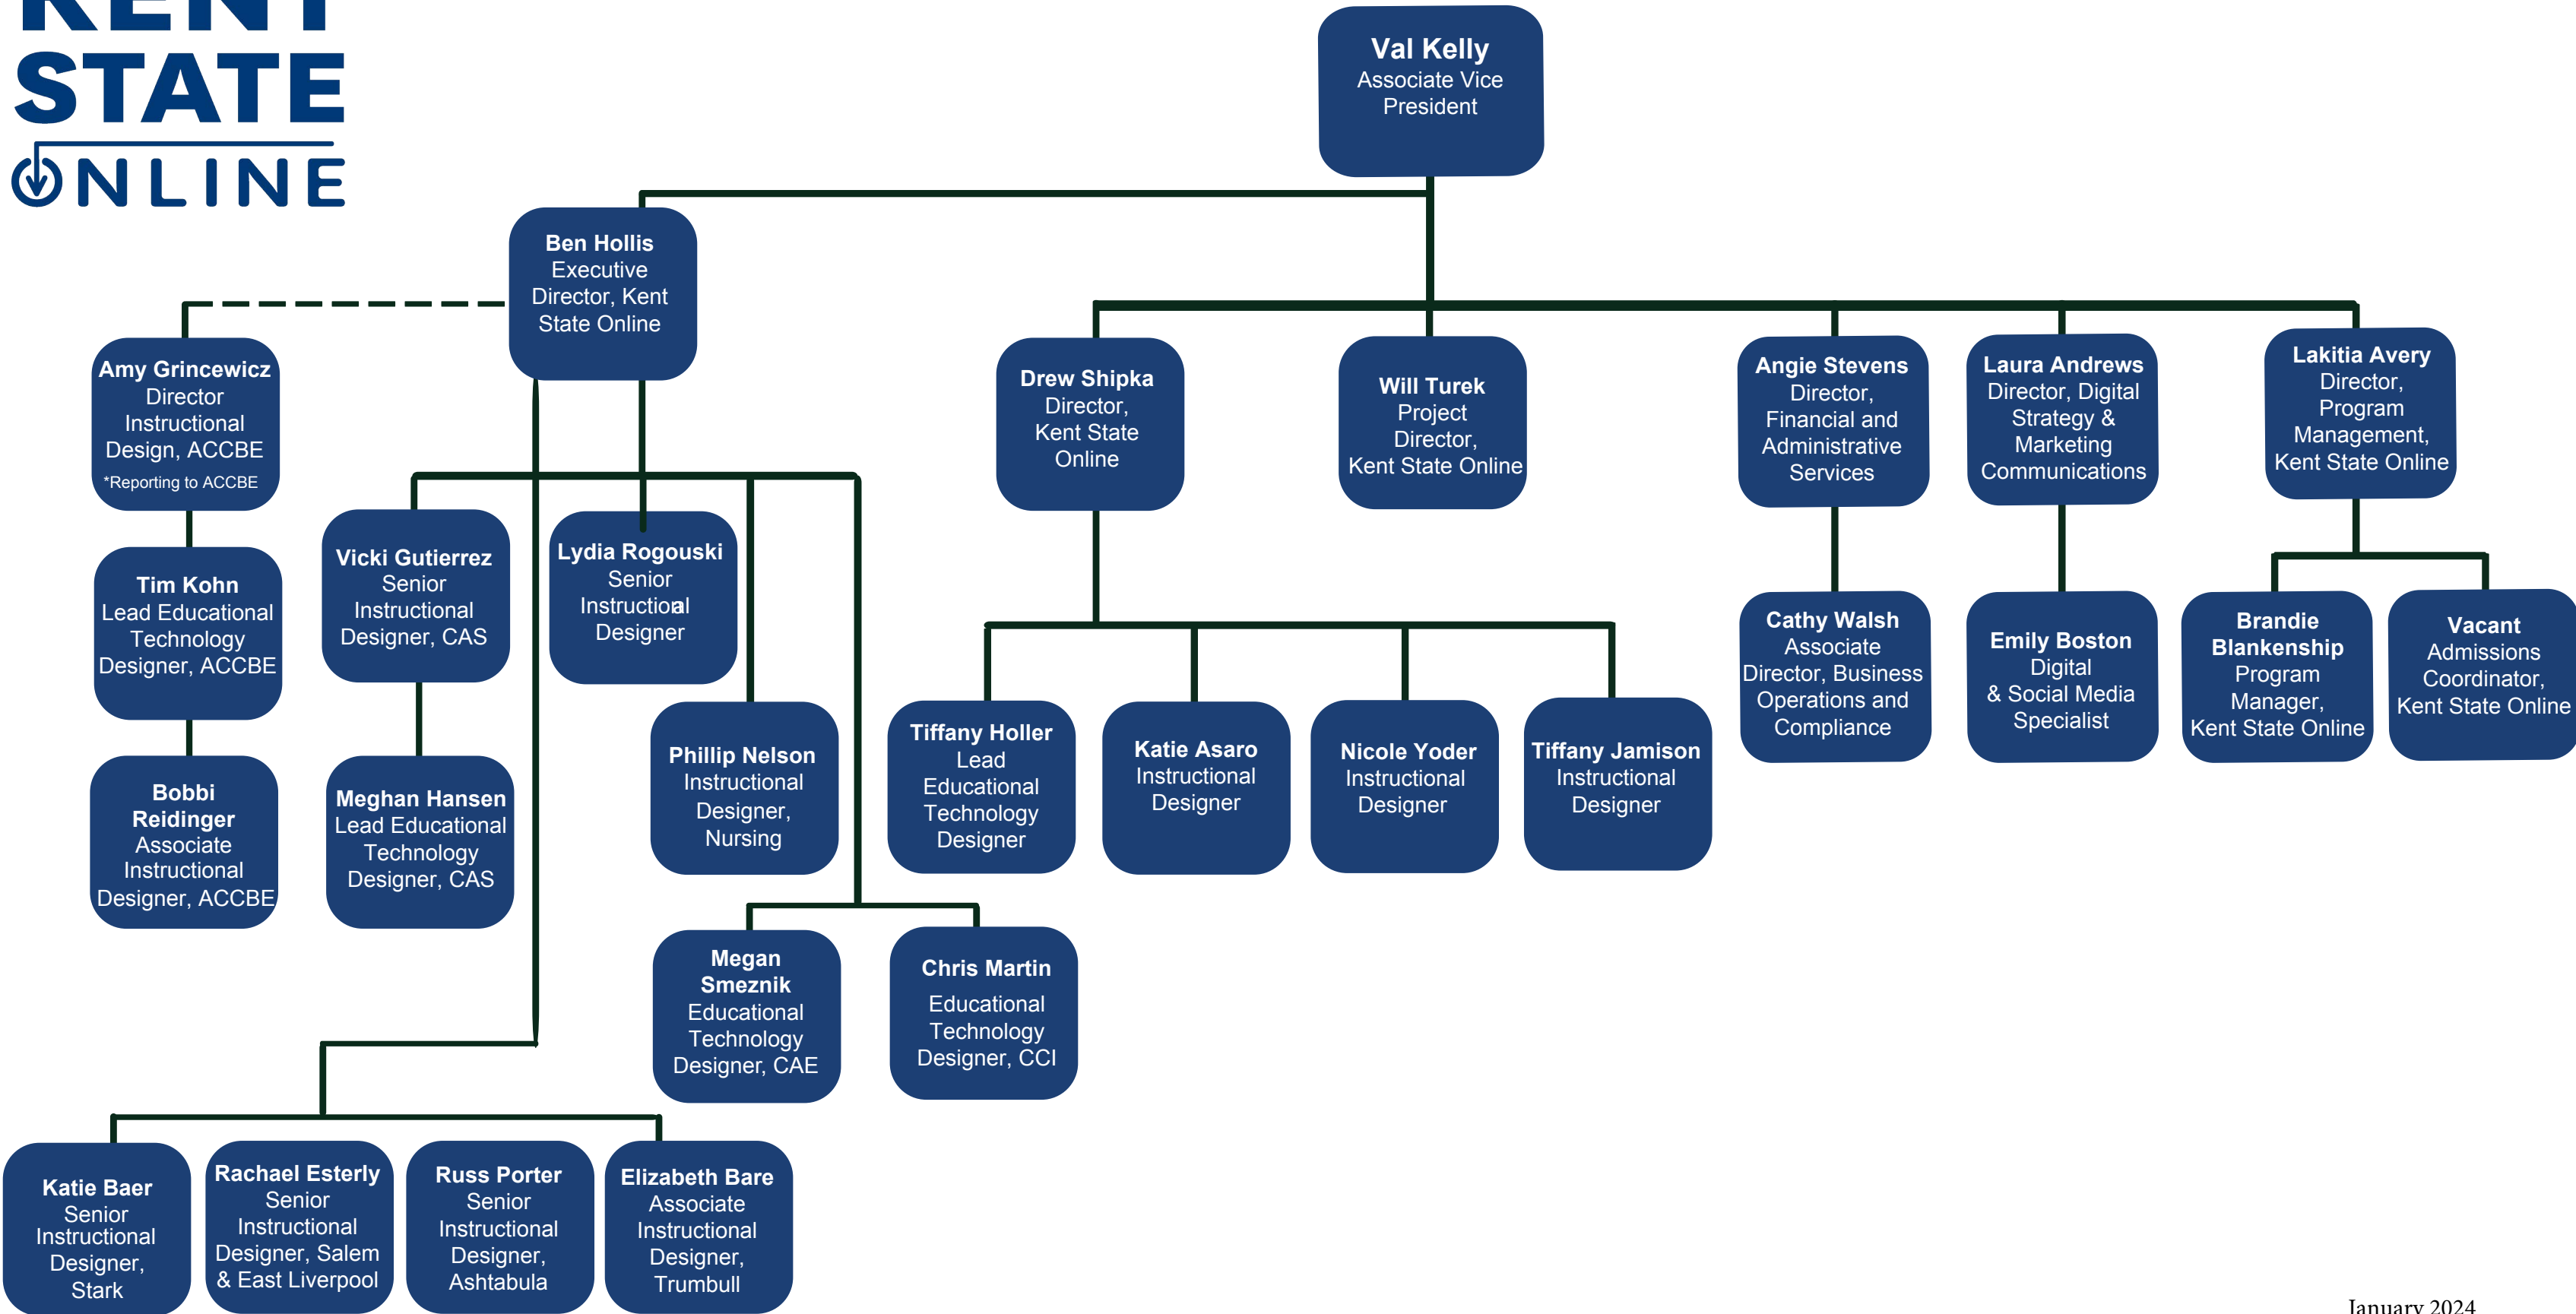 KENT
STATE
ONLINE
Val Kelly
Associate Vice
President
Ben Hollis
Executive
Director, Kent
State Online
Amy Grincewicz
Director
Instructional
Design, ACCBE
*Reporting to ACCBE
Drew Shipka
Director,
Kent State
Online
Will Turek
Project
Director,
Kent State Online
Angie Stevens
Director,
Financial and
Administrative
Services
Laura Andrews
Director, Digital
Strategy &
Marketing
Communications
Lakitia Avery
Director,
Program
Management,
Kent State Online
Tim Kohn
Lead Educational
Technology
Designer, ACCBE
Vicki Gutierrez
Senior
Instructional
Designer, CAS
Lydia Rogouski
Senior
Instructional
Designer
Cathy Walsh
Associate
Director, Business
Operations and
Compliance
Emily Boston
Digital
& Social Media
Specialist
Brandie
Blankenship
Program
Manager,
Kent State Online
Vacant
Admissions
Coordinator,
Kent State Online
Bobbi
Reidinger
Associate
Instructional
Designer, ACCBE
Meghan Hansen
Lead Educational
Technology
Designer, CAS
Phillip Nelson
Instructional
Designer,
Nursing
Tiffany Holler
Lead
Educational
Technology
Designer
Katie Asaro
Instructional
Designer
Nicole Yoder
Instructional
Designer
Tiffany Jamison
Instructional
Designer
Megan
Smeznik
Educational
Technology
Designer, CAE
Chris Martin
Educational
Technology
Designer, CCI
Katie Baer
Senior
Instructional
Designer,
Stark
Rachael Esterly
Senior
Instructional
Designer, Salem
& East Liverpool
Russ Porter
Senior
Instructional
Designer,
Ashtabula
Elizabeth Bare
Associate
Instructional
Designer,
Trumbull
January 2024